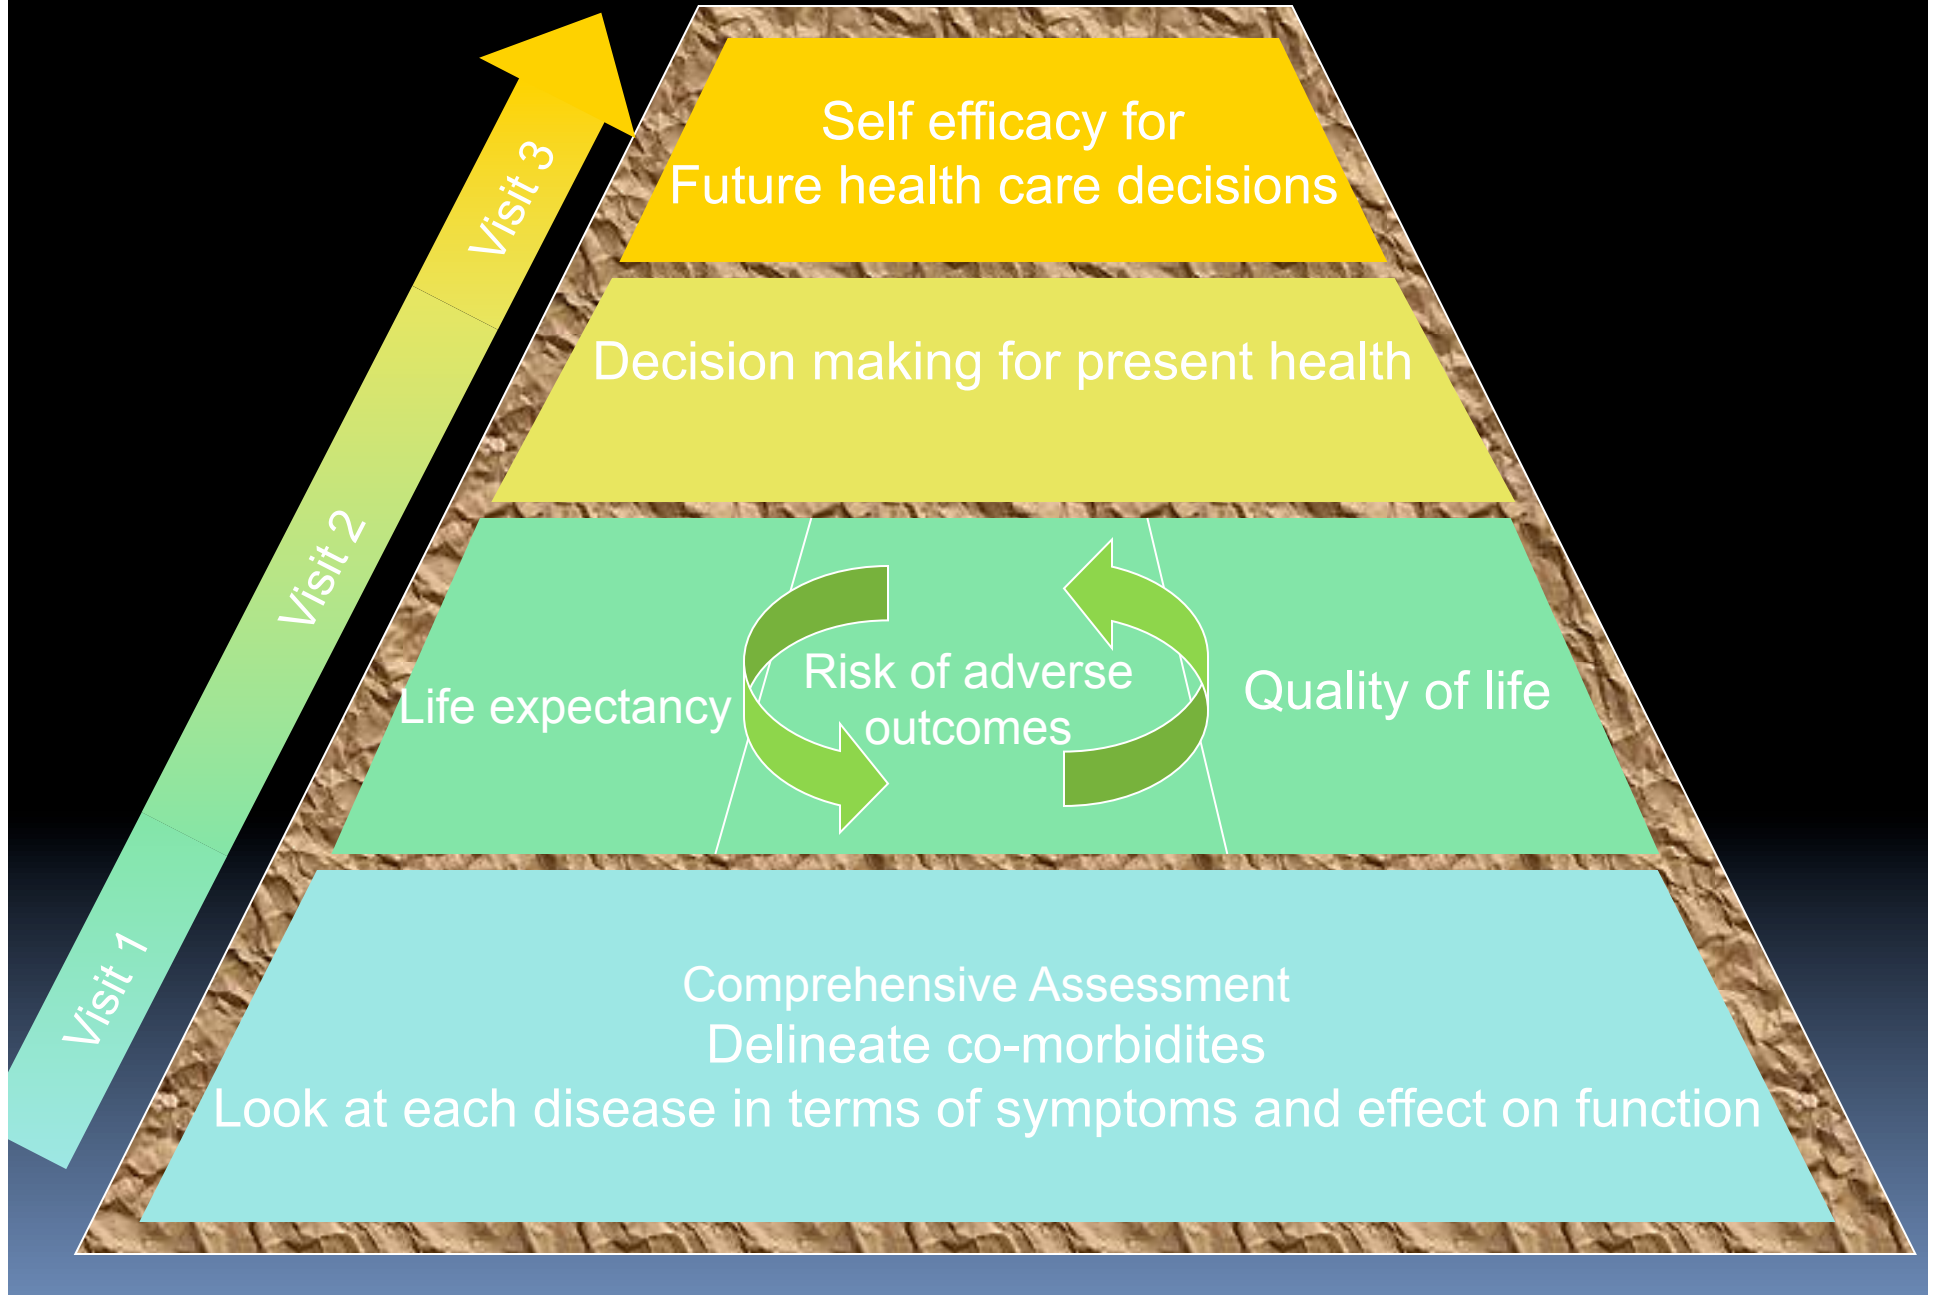 Self efficacy for
Future health care decisions
Visit 3
Decision making for present health
Visit 2
Life expectancy
Risk of adverse
outcomes
Quality of life
Visit 1
Comprehensive Assessment
Delineate co-morbidites
Look at each disease in terms of symptoms and effect on function